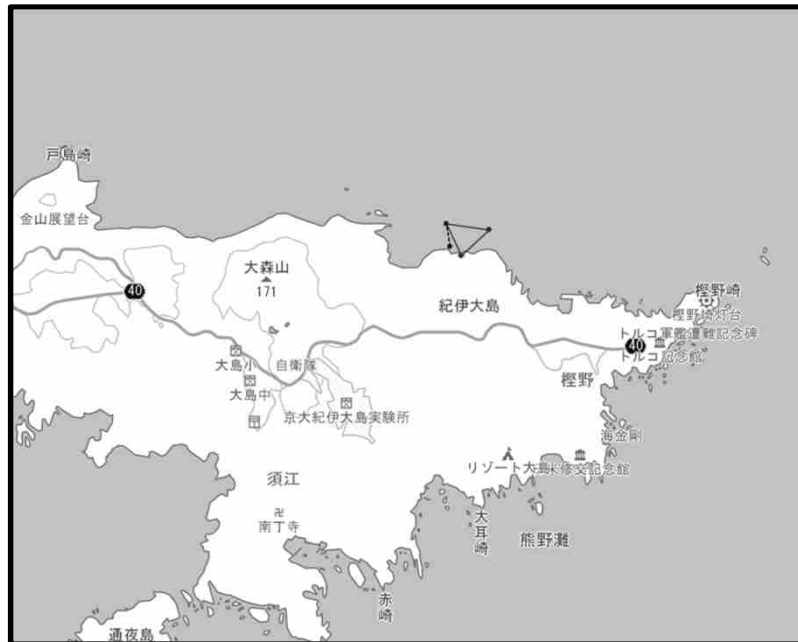 戸島崎
金山展望台
大森山
171
40
紀伊大島
樫野崎
樫野埼灯台
トルコ軍艦遭難記念碑
40
トルコ記念館
大島小
自衛隊
大島中
樫野
京大紀伊大島実験所
海金剛
リゾート大島
米修交記念館
須江
卍
南丁寺
大耳崎
熊野灘
赤崎
通夜島